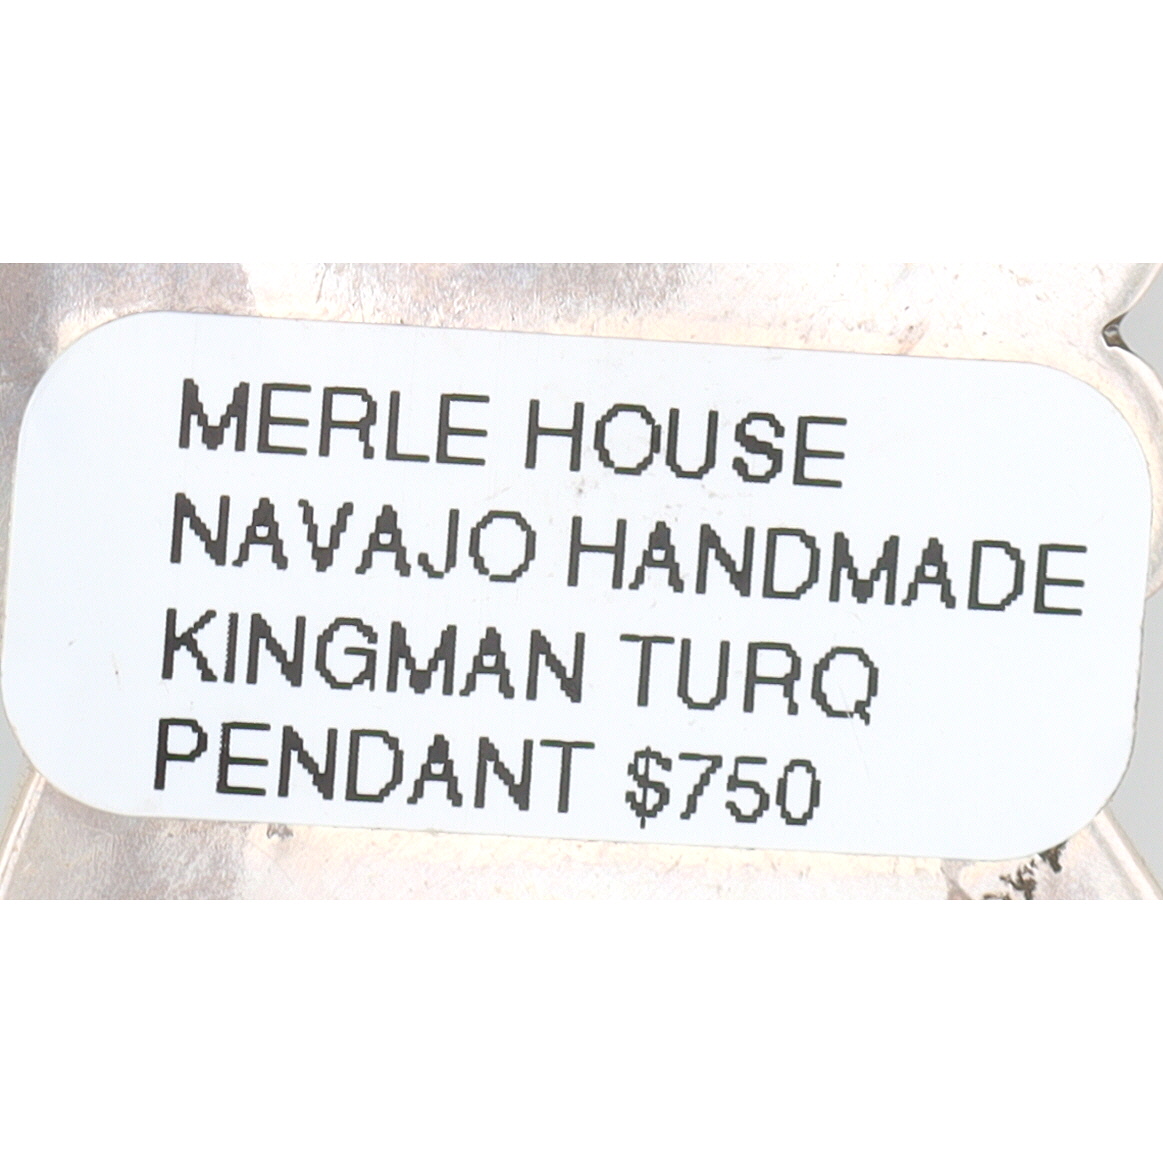 MERLE HOUSE
NAVAJO HANDMADE
KINGMAN TURQ
PENDANT $750